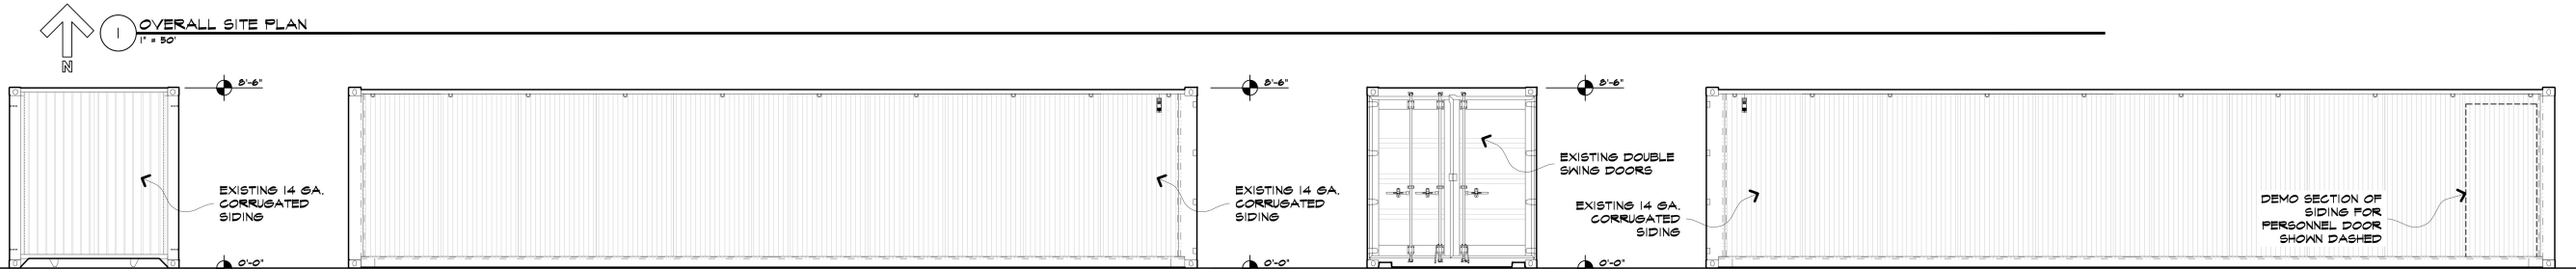 1
OVERALL SITE PLAN
1" = 50'
N
8'-6"
EXISTING 14 GA.
CORRUGATED
SIDING
0'-0"
8'-6"
EXISTING 14 GA.
CORRUGATED
SIDING
0'-0"
8'-6"
EXISTING DOUBLE
SWING DOORS
EXISTING 14 GA.
CORRUGATED
SIDING
0'-0"
DEMO SECTION OF
SIDING FOR
PERSONNEL DOOR
SHOWN DASHED